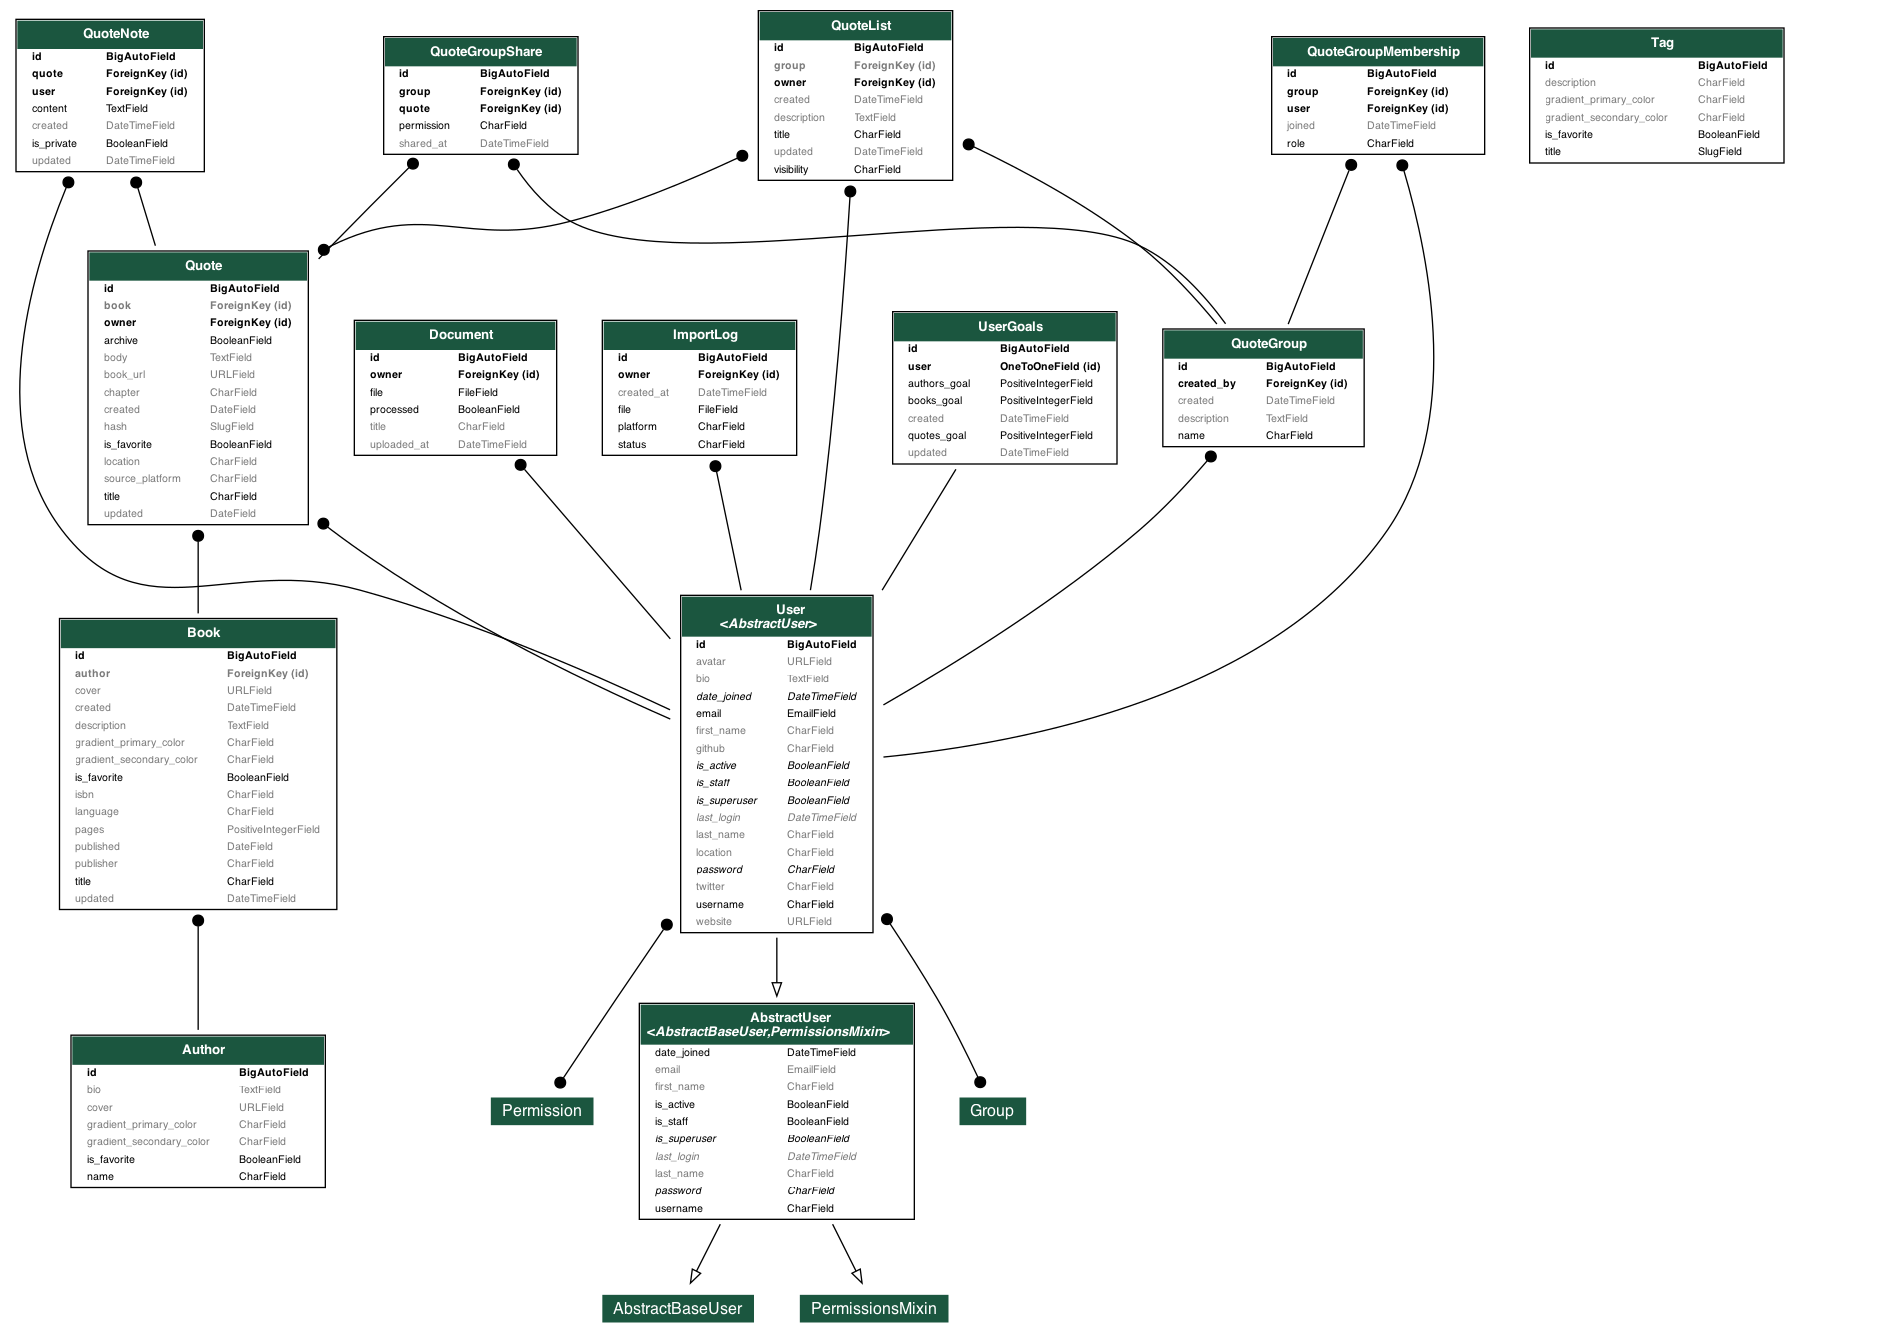 QuoteNote
id BigAutoField
quote ForeignKey (id)
user ForeignKey (id)
content TextField
created DateTimeField
is_private BooleanField
updated DateTimeField
QuoteGroupShare
id BigAutoField
group ForeignKey (id)
quote ForeignKey (id)
permission CharField
shared_at DateTimeField
QuoteList
id BigAutoField
group ForeignKey (id)
owner ForeignKey (id)
created DateTimeField
description TextField
title CharField
updated DateTimeField
visibility CharField
QuoteGroupMembership
id BigAutoField
group ForeignKey (id)
user ForeignKey (id)
joined DateTimeField
role CharField
Tag
id BigAutoField
description CharField
gradient_primary_color CharField
gradient_secondary_color CharField
is_favorite BooleanField
title SlugField
Quote
id BigAutoField
book ForeignKey (id)
owner ForeignKey (id)
archive BooleanField
body TextField
book_url URLField
chapter CharField
created DateField
hash SlugField
is_favorite BooleanField
location CharField
source_platform CharField
title CharField
updated DateField
Document
id BigAutoField
owner ForeignKey (id)
file FileField
processed BooleanField
title CharField
uploaded_at DateTimeField
ImportLog
id BigAutoField
owner ForeignKey (id)
created_at DateTimeField
file FileField
platform CharField
status CharField
UserGoals
id BigAutoField
user OneToOneField (id)
authors_goal PositiveIntegerField
books_goal PositiveIntegerField
created DateTimeField
quotes_goal PositiveIntegerField
updated DateTimeField
QuoteGroup
id BigAutoField
created_by ForeignKey (id)
created DateTimeField
description TextField
name CharField
Book
id BigAutoField
author ForeignKey (id)
cover URLField
created DateTimeField
description TextField
gradient_primary_color CharField
gradient_secondary_color CharField
is_favorite BooleanField
isbn CharField
language CharField
pages PositiveIntegerField
published DateField
publisher CharField
title CharField
updated DateTimeField
User
<AbstractUser>
id BigAutoField
avatar URLField
bio TextField
date_joined DateTimeField
email EmailField
first_name CharField
github CharField
is_active BooleanField
is_staff BooleanField
is_superuser BooleanField
last_login DateTimeField
last_name CharField
location CharField
password CharField
twitter CharField
username CharField
website URLField
Author
id BigAutoField
bio TextField
cover URLField
gradient_primary_color CharField
gradient_secondary_color CharField
is_favorite BooleanField
name CharField
Permission
AbstractUser
<AbstractBaseUser,PermissionsMixin>
date_joined DateTimeField
email EmailField
first_name CharField
is_active BooleanField
is_staff BooleanField
is_superuser BooleanField
last_login DateTimeField
last_name CharField
password CharField
username CharField
Group
AbstractBaseUser
PermissionsMixin